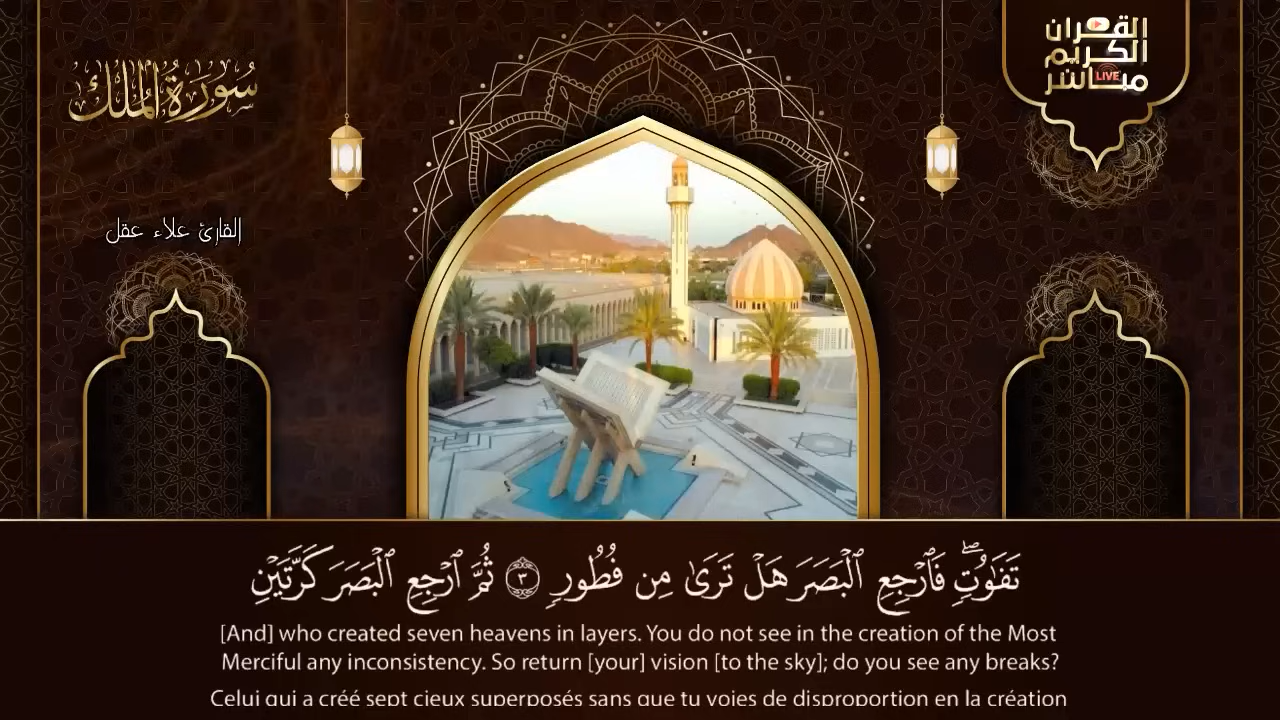 سورة الملك
القرآن
الكريم
مباشر
LIVE
القارئ علاء عقل
تَفَٰوُتٍۖ فَٱرْجِعِ ٱلْبَصَرَ هَلْ تَرَىٰ مِن فُطُورٍ ۝٣ ثُمَّ ٱرْجِعِ ٱلْبَصَرَ كَرَّتَيْنِ
[And] who created seven heavens in layers. You do not see in the creation of the Most
Merciful any inconsistency. So return [your] vision [to the sky]; do you see any breaks?
Celui qui a créé sept cieux superposés sans que tu voies de disproportion en la création